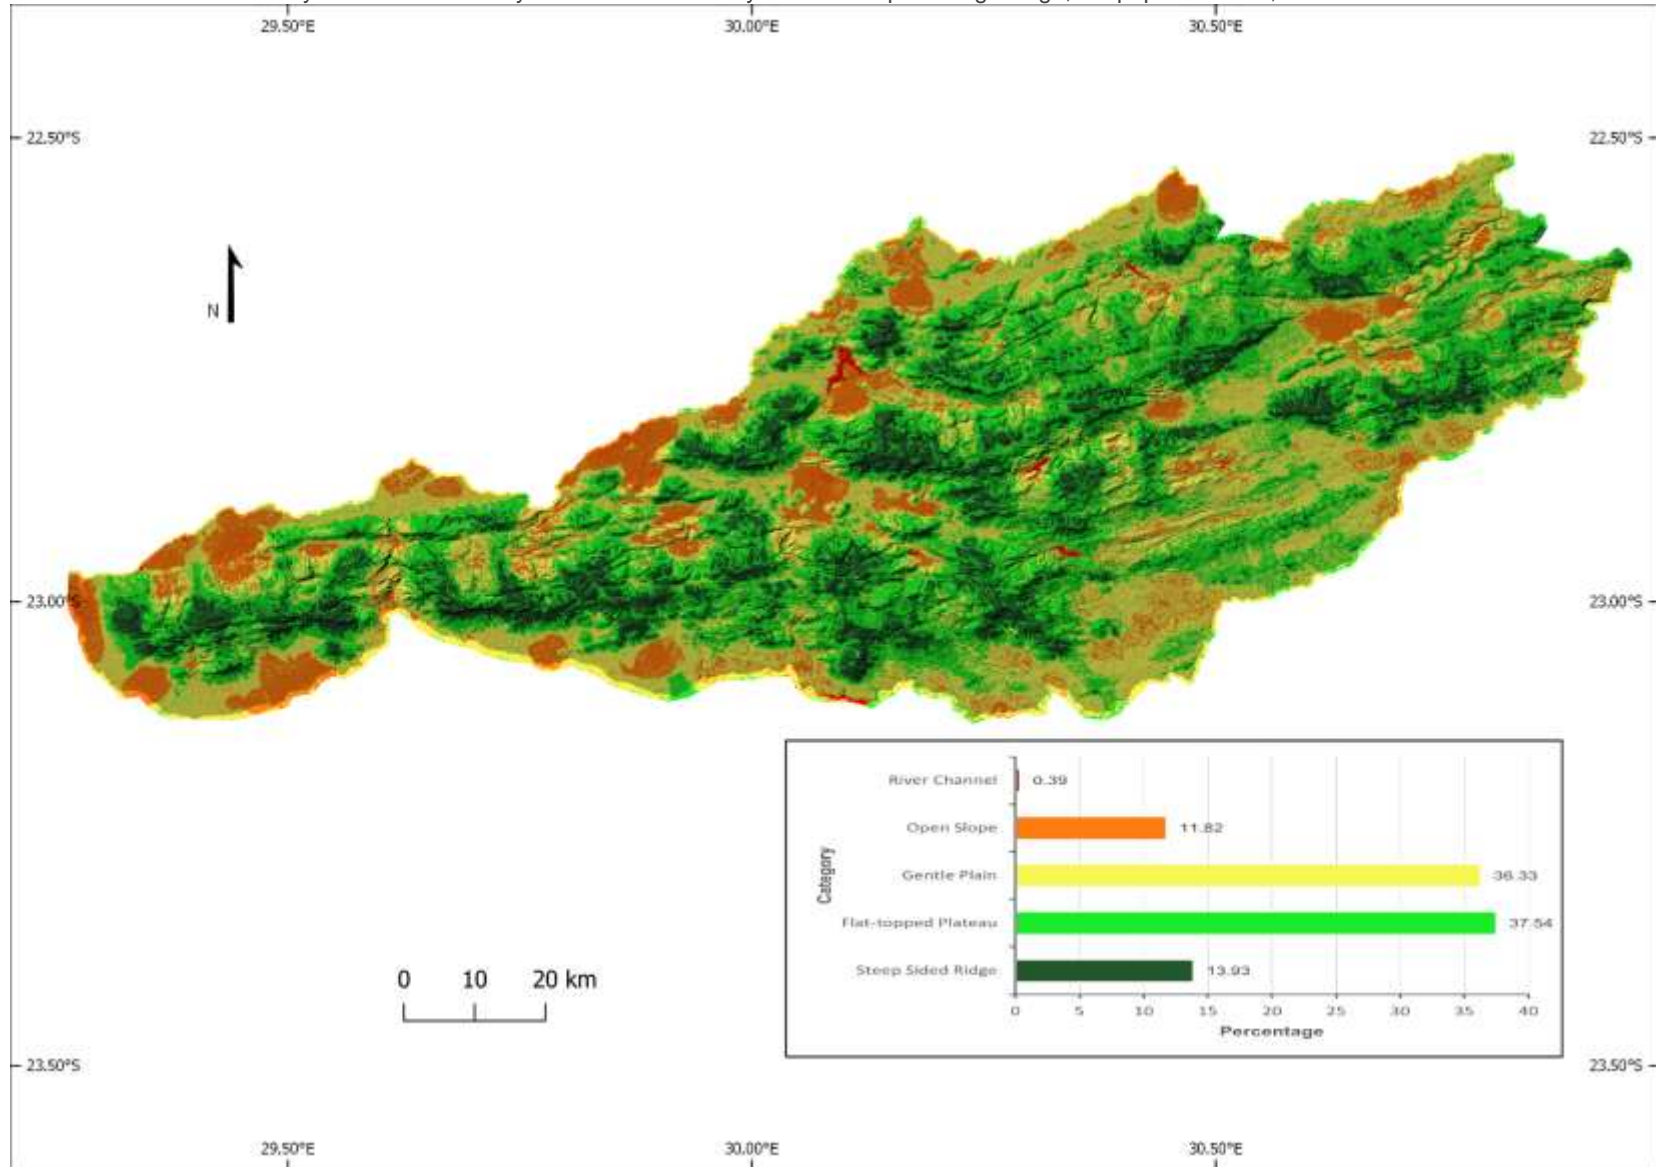 29.50°E 30.00°E 30.50°E
22.50°S 22.50°S
N
23.00°S 23.00°S
River Channel 0.39
Open Slope 11.82
Gentle Plain 36.33
Flat-topped Plateau 37.54
Steep Sided Ridge 13.93
Category
0 5 10 15 20 25 30 35 40
Percentage
0 10 20 km
23.50°S 23.50°S
29.50°E 30.00°E 30.50°E